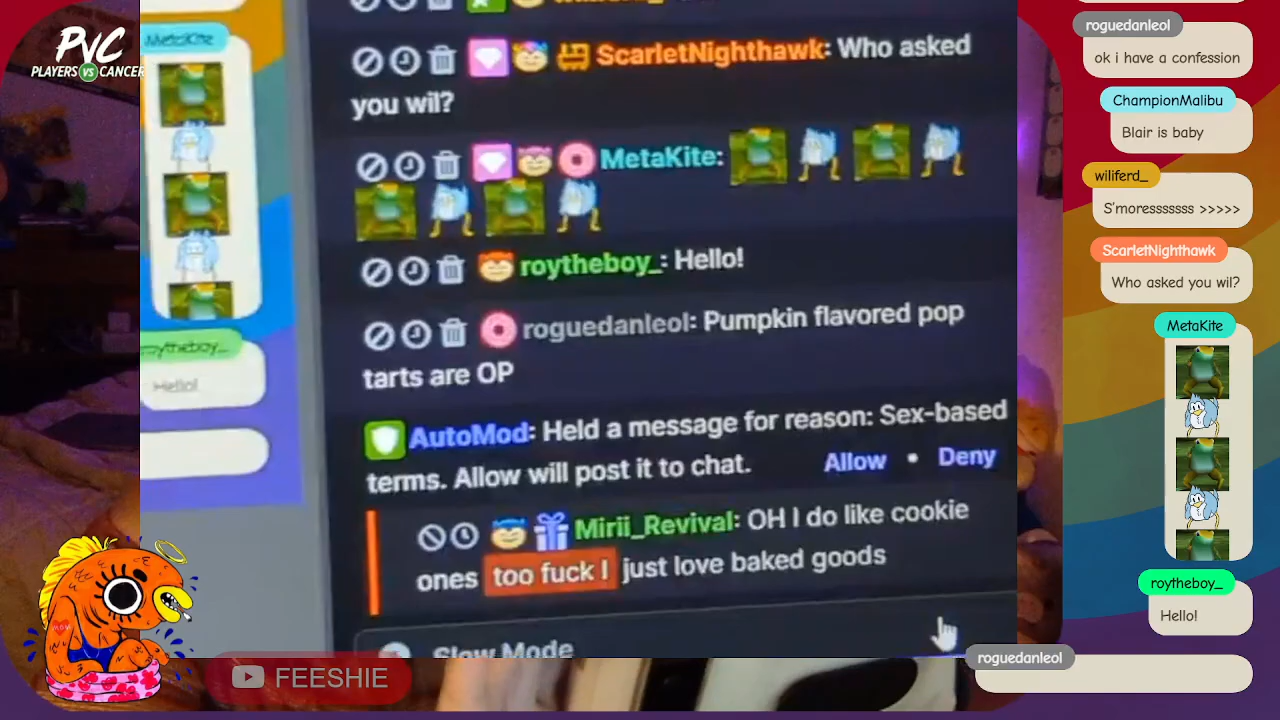 PVC
PLAYERS VS CANCER
MetaKite
roytheboy_
Hello!
ScarletNighthawk: Who asked
you wil?
MetaKite:
roytheboy_: Hello!
roguedanleol: Pumpkin flavored pop
tarts are OP
AutoMod: Held a message for reason: Sex-based
terms. Allow will post it to chat. Allow • Deny
Mirii_Revival: OH I do like cookie
ones too fuck I just love baked goods
Slow Mode
MOM
FEESHIE
roguedanleol
ok i have a confession
ChampionMalibu
Blair is baby
wiliferd_
S'moresssssss >>>>>
ScarletNighthawk
Who asked you wil?
MetaKite
roytheboy_
Hello!
roguedanleol